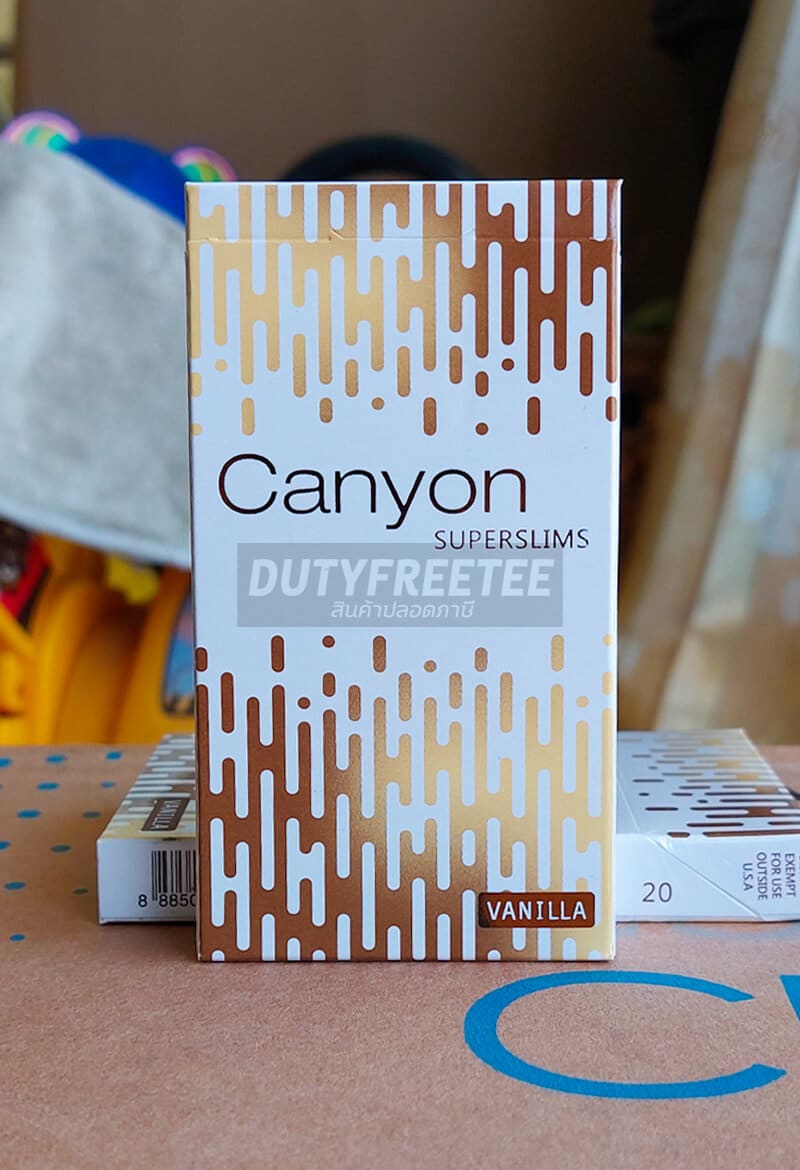 Canyon
SUPERSLIMS
DUTYFREETEE
สินค้าปลอดภาษี
VANILLA
VANILLA
8 8850
20
EXEMPT
FOR USE
OUTSIDE
U.S.A
C